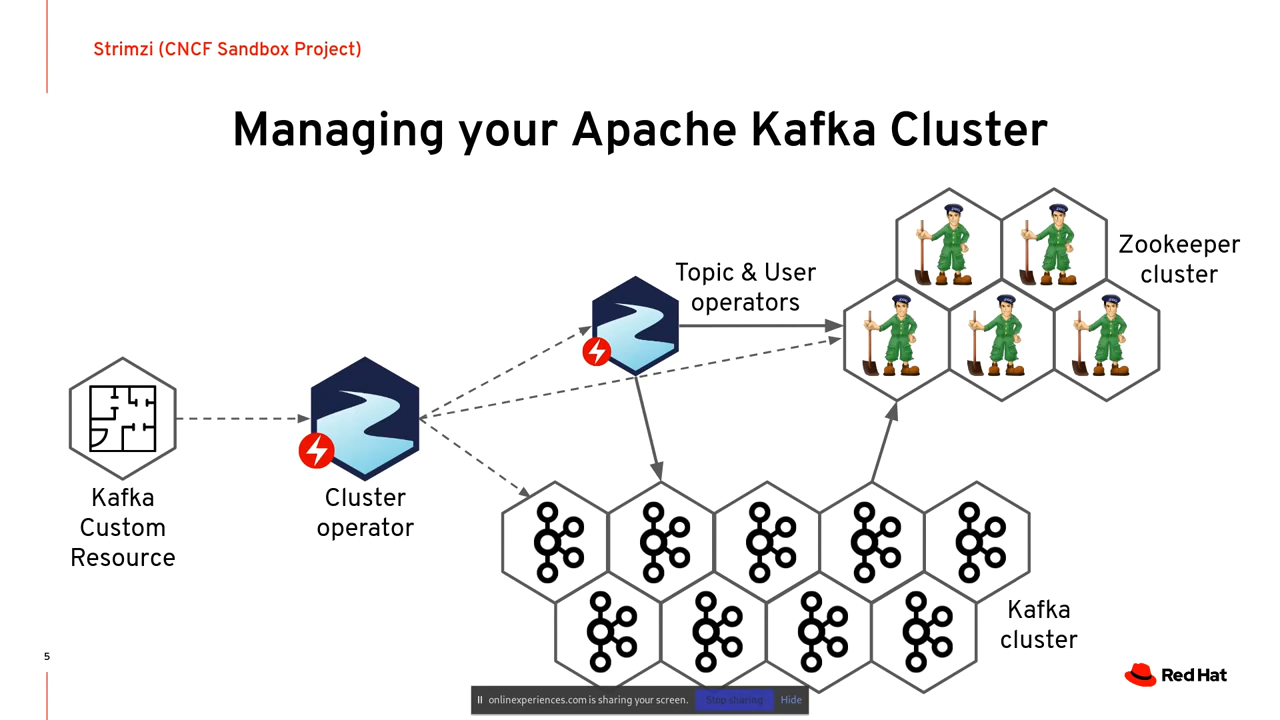 Strimzi (CNCF Sandbox Project)
Managing your Apache Kafka Cluster
Topic & User
operators
Zookeeper
cluster
Kafka
Custom
Resource
Cluster
operator
Kafka
cluster
5
Red Hat
onlinexperiences.com is sharing your screen. Stop sharing Hide